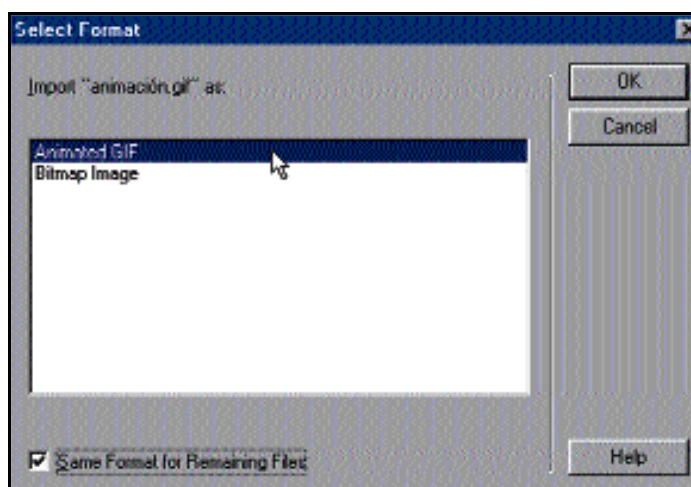 Select Format
Import "animación.gif" as:
OK
Cancel
Animated GIF
Bitmap Image
Same Format for Remaining Files
Help